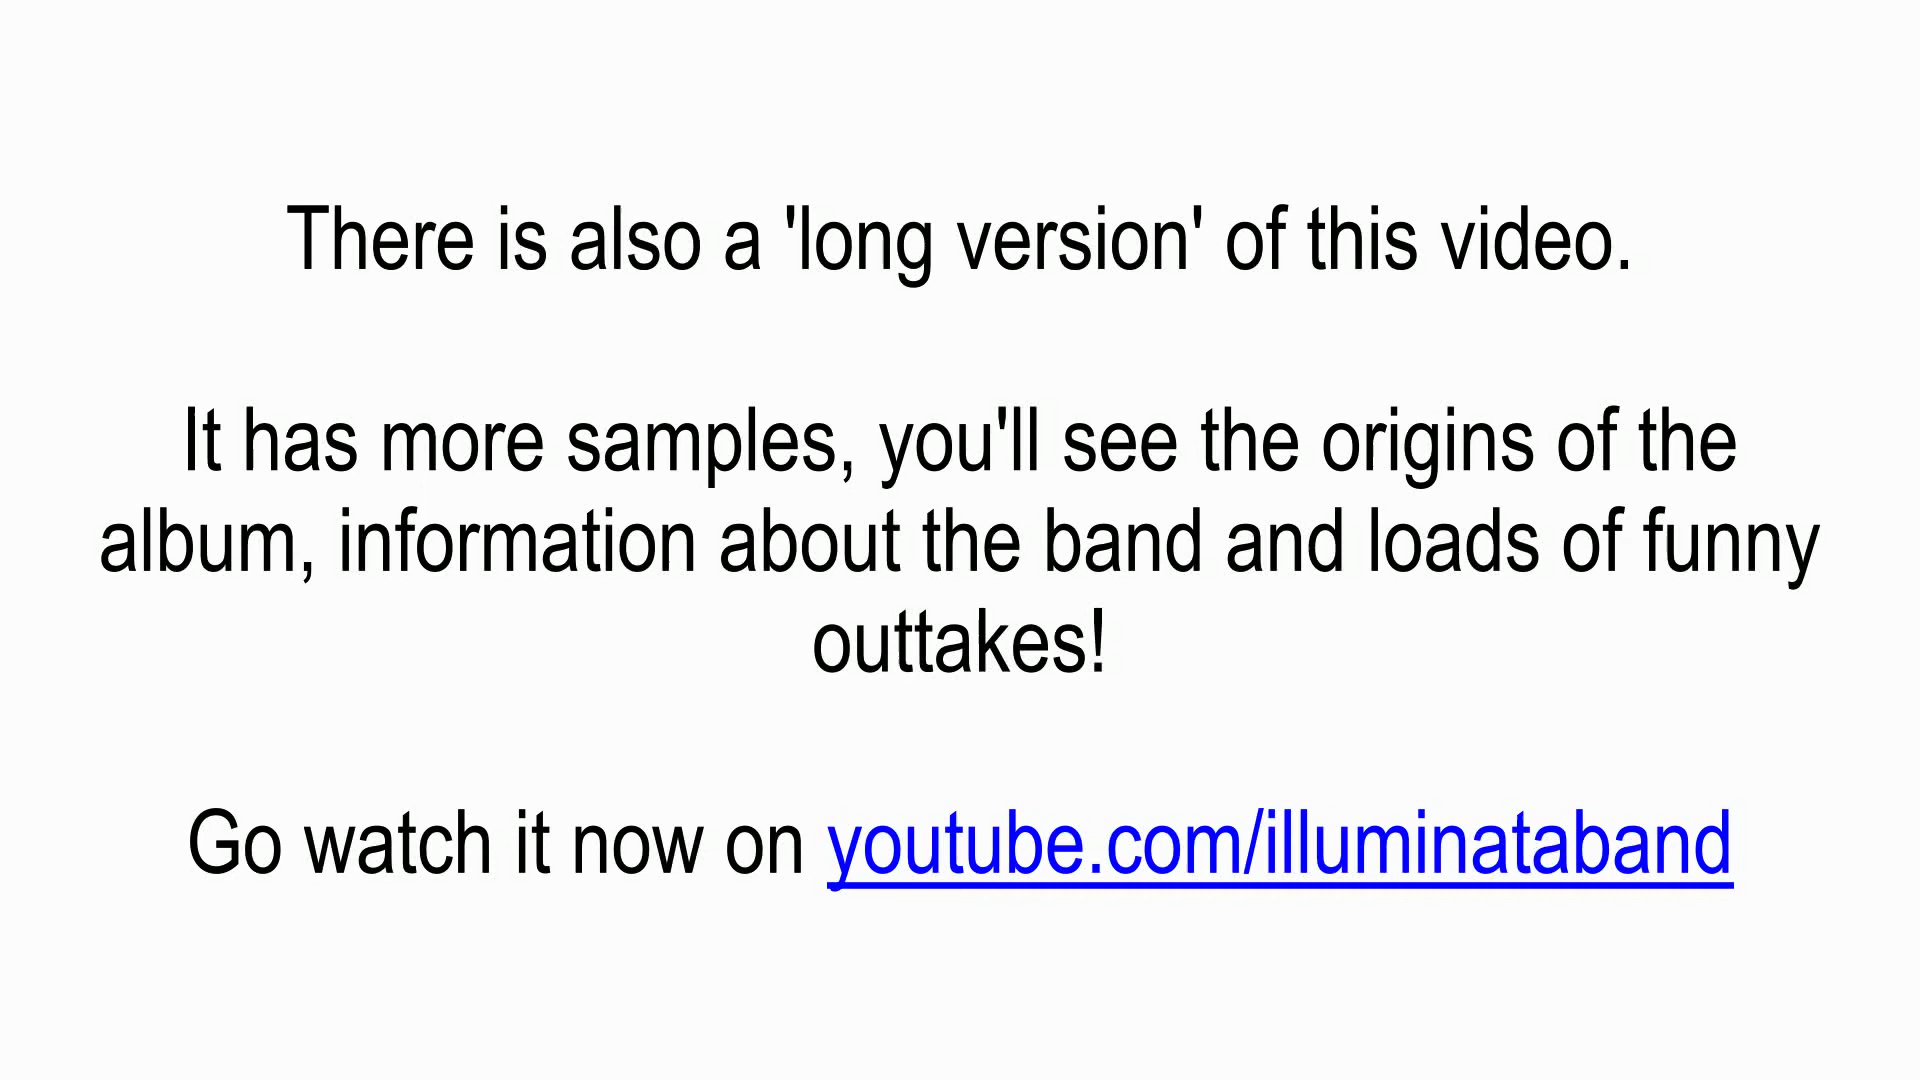 There is also a 'long version' of this video.
It has more samples, you'll see the origins of the
album, information about the band and loads of funny
outtakes!
Go watch it now on youtube.com/illuminataband